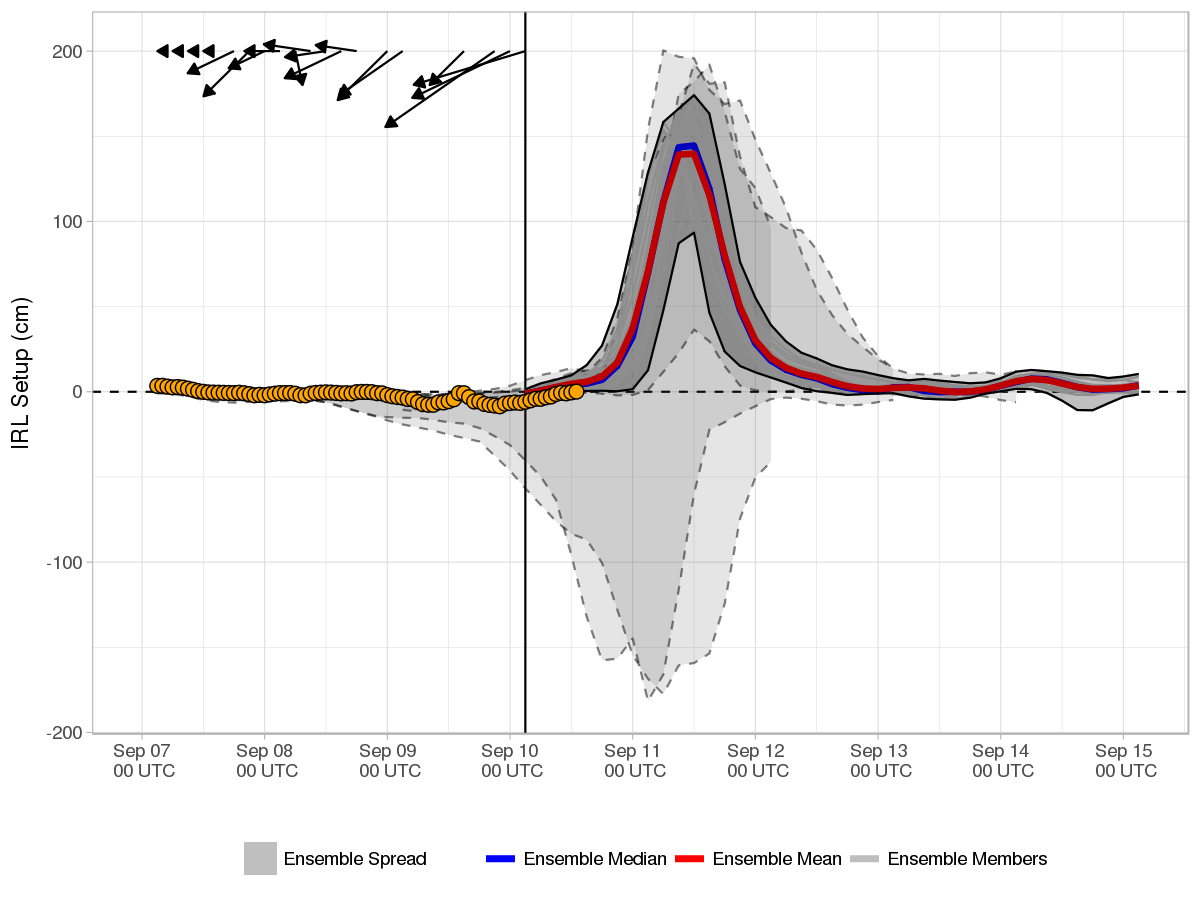 IRL Setup (cm)
200
100
0
-100
-200
Sep 07 Sep 08 Sep 09 Sep 10 Sep 11 Sep 12 Sep 13 Sep 14 Sep 15
00 UTC 00 UTC 00 UTC 00 UTC 00 UTC 00 UTC 00 UTC 00 UTC 00 UTC
Ensemble Spread Ensemble Median Ensemble Mean Ensemble Members